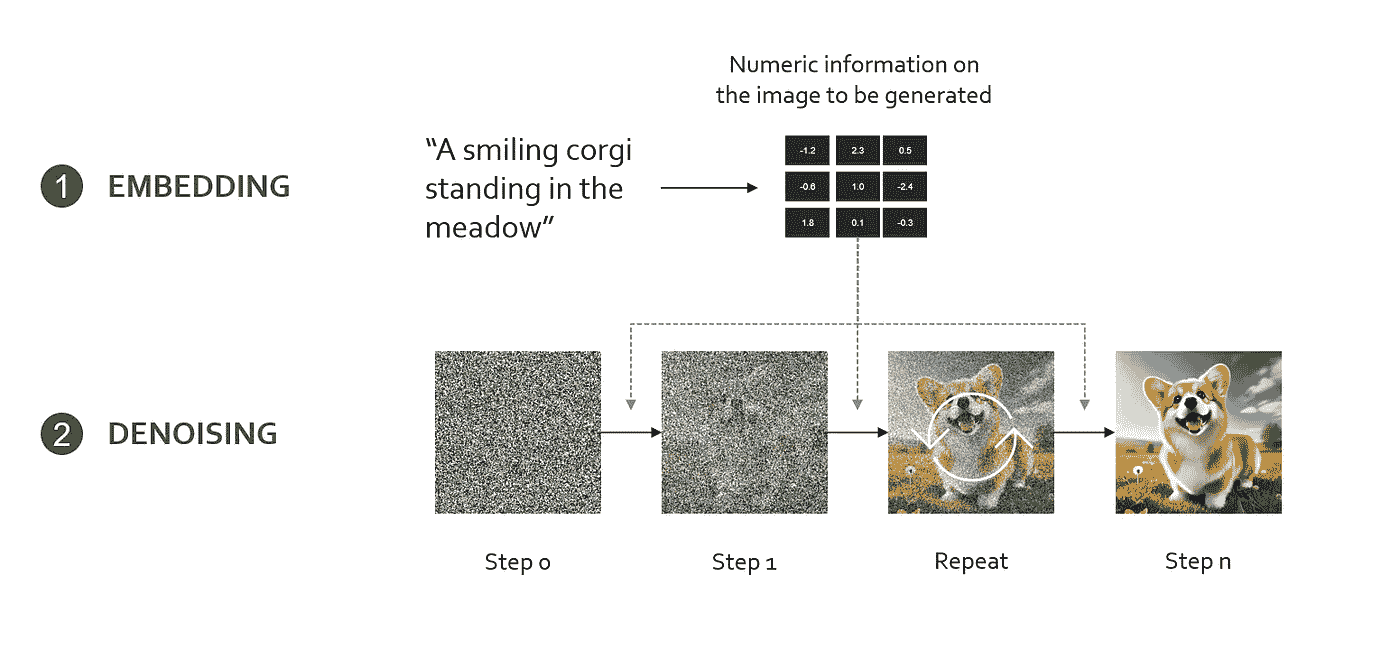 Numeric information on
the image to be generated
1 EMBEDDING
“A smiling corgi
standing in the
meadow”
-1.2 2.3 0.5
-0.6 1.0 -2.4
1.8 0.1 -0.3
2 DENOISING
Step 0 Step 1 Repeat Step n